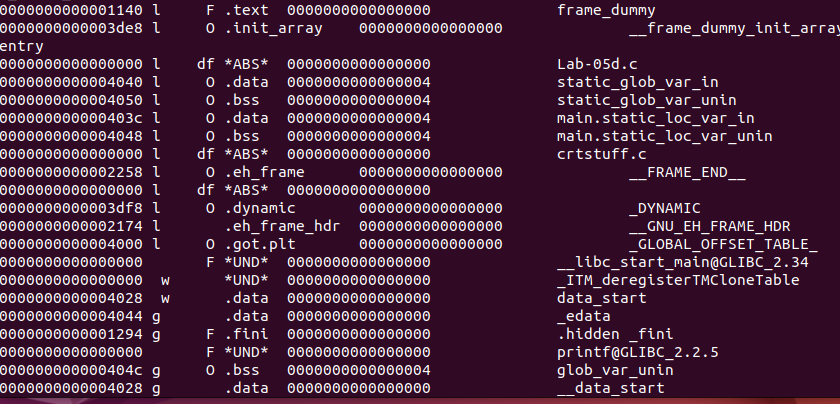 0000000000001140 l     F .text  0000000000000000              frame_dummy
0000000000003de8 l     O .init_array    0000000000000000              __frame_dummy_init_array_
entry
0000000000000000 l    df *ABS*  0000000000000000              Lab-05d.c
0000000000004040 l     O .data  0000000000000004              static_glob_var_in
0000000000004050 l     O .bss   0000000000000004              static_glob_var_unin
000000000000403c l     O .data  0000000000000004              main.static_loc_var_in
0000000000004048 l     O .bss   0000000000000004              main.static_loc_var_unin
0000000000000000 l    df *ABS*  0000000000000000              crtstuff.c
0000000000002258 l     O .eh_frame      0000000000000000              __FRAME_END__
0000000000000000 l    df *ABS*  0000000000000000
0000000000003df8 l     O .dynamic       0000000000000000              _DYNAMIC
0000000000002174 l       .eh_frame_hdr  0000000000000000              __GNU_EH_FRAME_HDR
0000000000004000 l     O .got.plt       0000000000000000              _GLOBAL_OFFSET_TABLE_
0000000000000000       F *UND*  0000000000000000              __libc_start_main@GLIBC_2.34
0000000000000000  w      *UND*  0000000000000000              _ITM_deregisterTMCloneTable
0000000000004028  w      .data  0000000000000000              data_start
0000000000004044 g       .data  0000000000000000              _edata
0000000000001294 g     F .fini  0000000000000000              .hidden _fini
0000000000000000       F *UND*  0000000000000000              printf@GLIBC_2.2.5
000000000000404c g     O .bss   0000000000000004              glob_var_unin
0000000000004028 g       .data  0000000000000000              __data_start